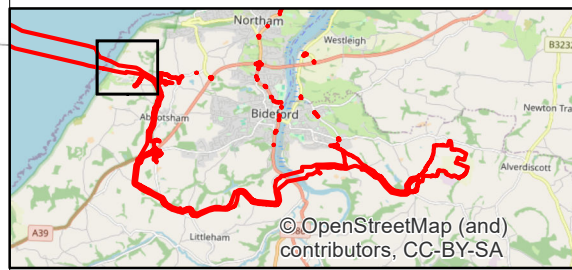 Northam
Westleigh
B3232
Bideford
Newton Tra
Abbotsham
Alverdiscott
A39
Littleham
© OpenStreetMap (and)
contributors, CC-BY-SA